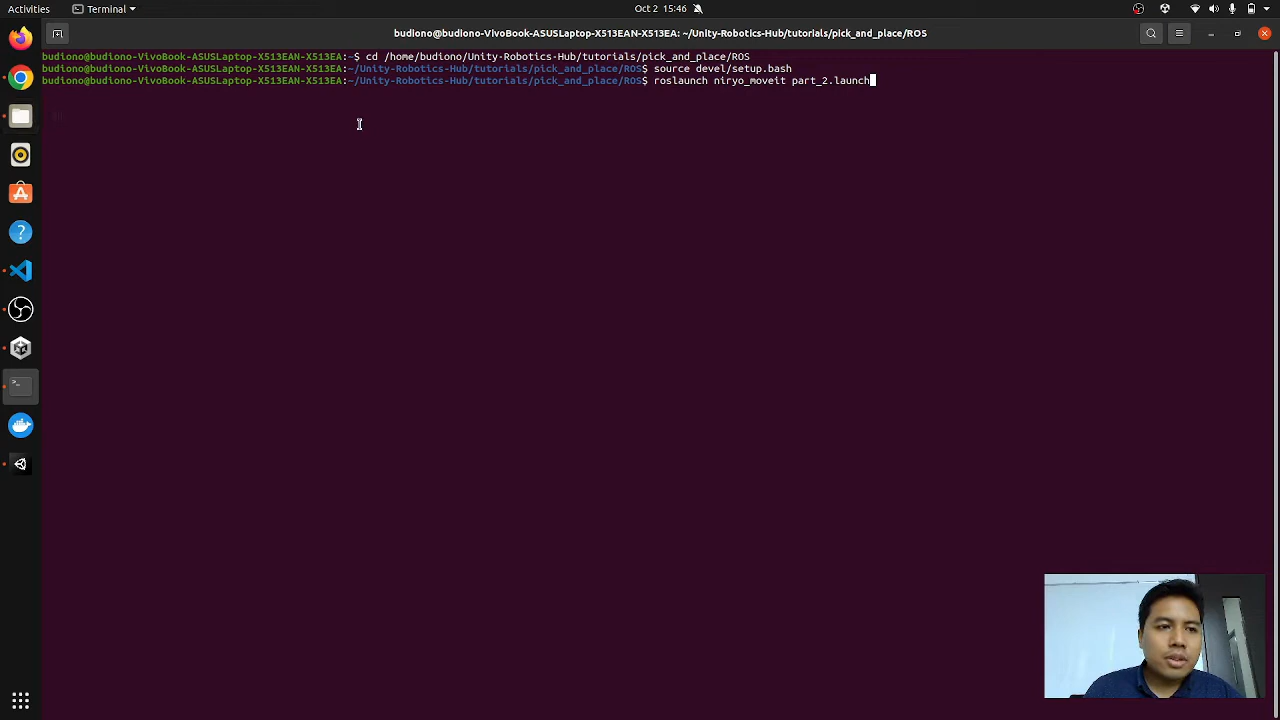 Activities
Terminal
Oct 2 15:46
budiono@budiono-VivoBook-ASUSLaptop-X513EAN-X513EA: ~/Unity-Robotics-Hub/tutorials/pick_and_place/ROS
budiono@budiono-VivoBook-ASUSLaptop-X513EAN-X513EA:~$ cd /home/budiono/Unity-Robotics-Hub/tutorials/pick_and_place/ROS
budiono@budiono-VivoBook-ASUSLaptop-X513EAN-X513EA:~/Unity-Robotics-Hub/tutorials/pick_and_place/ROS$ source devel/setup.bash
budiono@budiono-VivoBook-ASUSLaptop-X513EAN-X513EA:~/Unity-Robotics-Hub/tutorials/pick_and_place/ROS$ roslaunch niryo_moveit part_2.launch